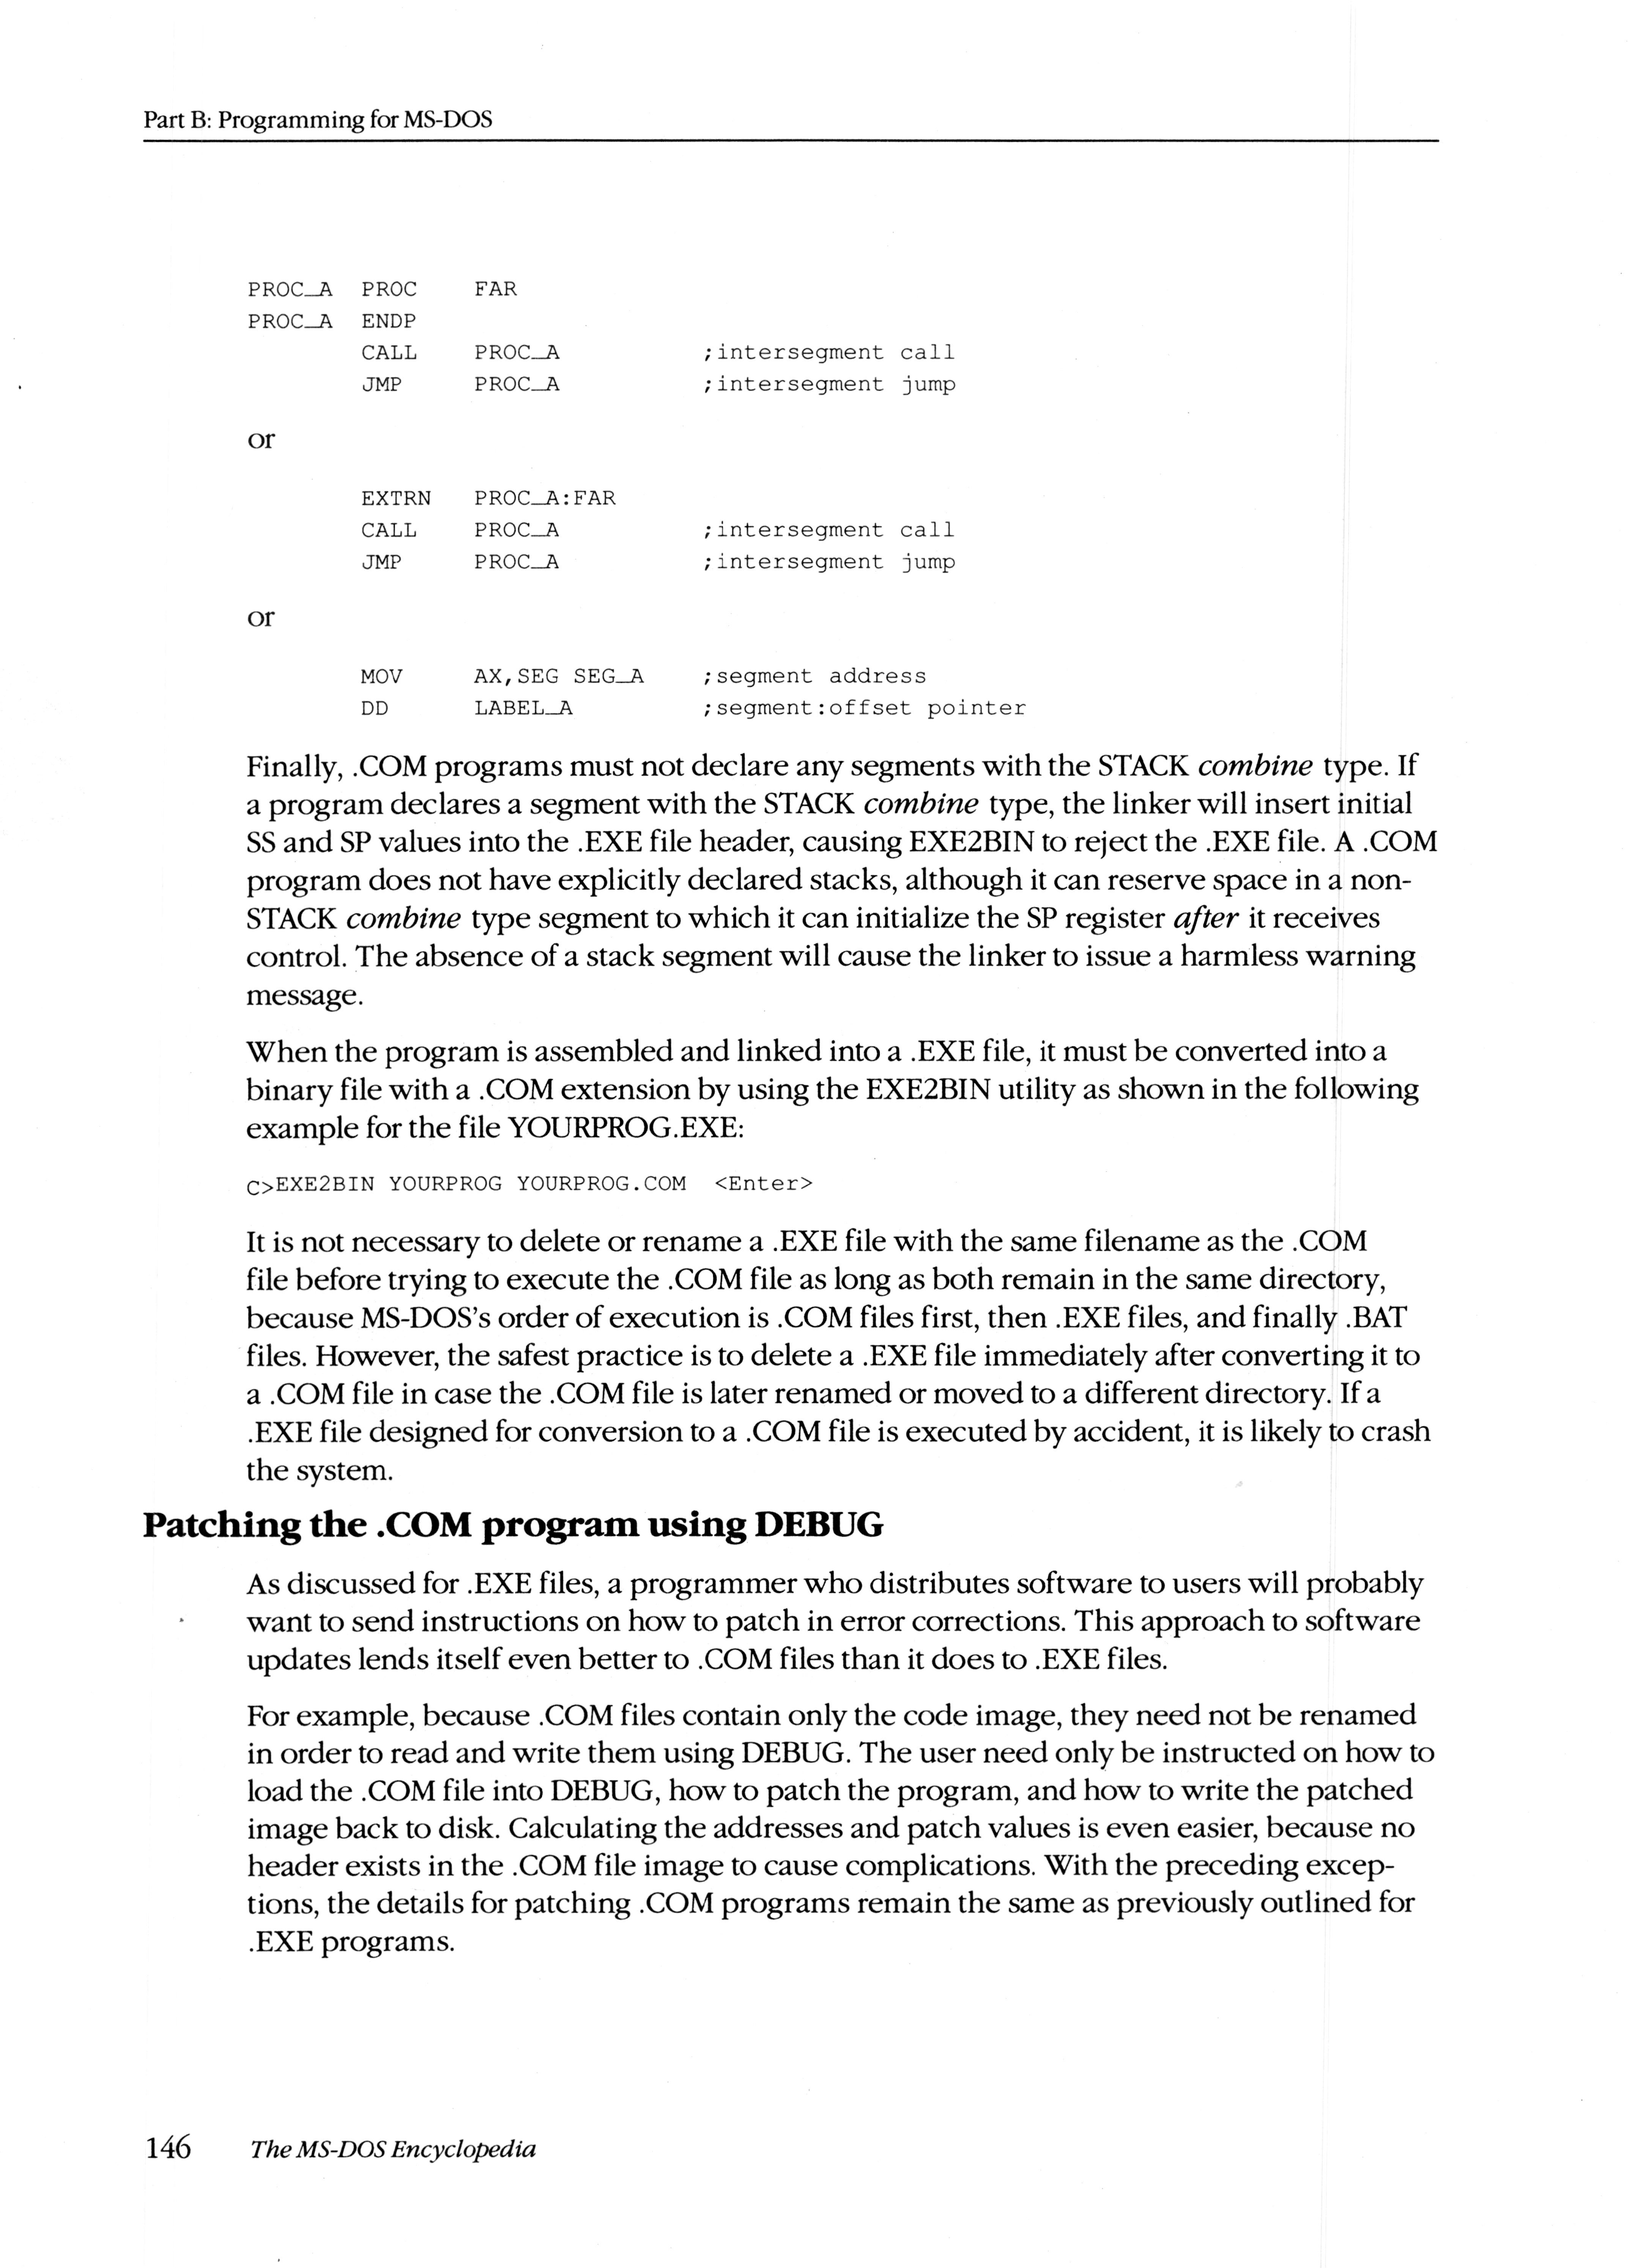 Part B: Programming for MS-DOS
PROC_A PROC FAR
PROC_A ENDP
CALL PROC_A ;intersegment call
JMP PROC_A ;intersegment jump
or
EXTRN PROC_A:FAR
CALL PROC_A ;intersegment call
JMP PROC_A ;intersegment jump
or
MOV AX,SEG SEG_A ;segment address
DD LABEL_A ;segment:offset pointer
Finally, .COM programs must not declare any segments with the STACK combine type. If
a program declares a segment with the STACK combine type, the linker will insert initial
SS and SP values into the .EXE file header, causing EXE2BIN to reject the .EXE file. A .COM
program does not have explicitly declared stacks, although it can reserve space in a non-
STACK combine type segment to which it can initialize the SP register after it receives
control. The absence of a stack segment will cause the linker to issue a harmless warning
message.
When the program is assembled and linked into a .EXE file, it must be converted into a
binary file with a .COM extension by using the EXE2BIN utility as shown in the following
example for the file YOURPROG.EXE:
C>EXE2BIN YOURPROG YOURPROG.COM <Enter>
It is not necessary to delete or rename a .EXE file with the same filename as the .COM
file before trying to execute the .COM file as long as both remain in the same directory,
because MS-DOS's order of execution is .COM files first, then .EXE files, and finally .BAT
files. However, the safest practice is to delete a .EXE file immediately after converting it to
a .COM file in case the .COM file is later renamed or moved to a different directory. If a
.EXE file designed for conversion to a .COM file is executed by accident, it is likely to crash
the system.
Patching the .COM program using DEBUG
As discussed for .EXE files, a programmer who distributes software to users will probably
want to send instructions on how to patch in error corrections. This approach to software
updates lends itself even better to .COM files than it does to .EXE files.
For example, because .COM files contain only the code image, they need not be renamed
in order to read and write them using DEBUG. The user need only be instructed on how to
load the .COM file into DEBUG, how to patch the program, and how to write the patched
image back to disk. Calculating the addresses and patch values is even easier, because no
header exists in the .COM file image to cause complications. With the preceding excep-
tions, the details for patching .COM programs remain the same as previously outlined for
.EXE programs.
146 The MS-DOS Encyclopedia